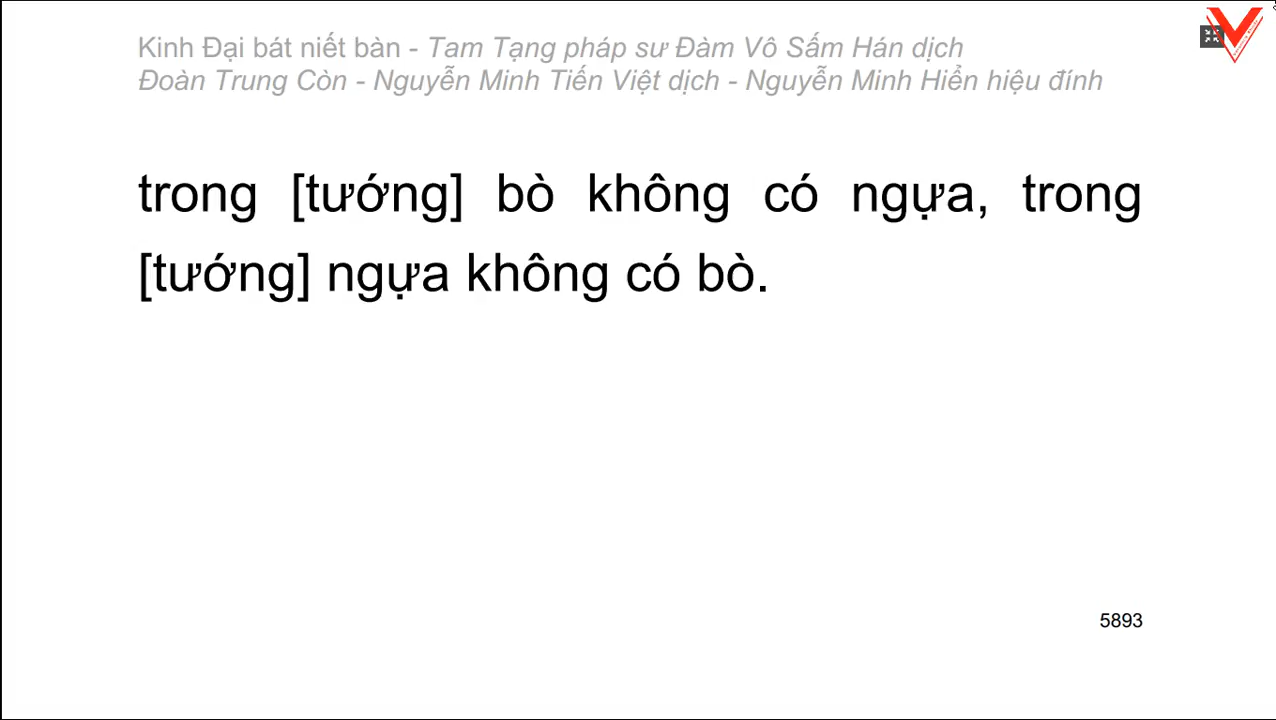 Kinh Đại bát niết bàn - Tam Tạng pháp sư Đàm Vô Sấm Hán dịch
Đoàn Trung Còn - Nguyễn Minh Tiến Việt dịch - Nguyễn Minh Hiển hiệu đính
trong [tướng] bò không có ngựa, trong
[tướng] ngựa không có bò.
5893